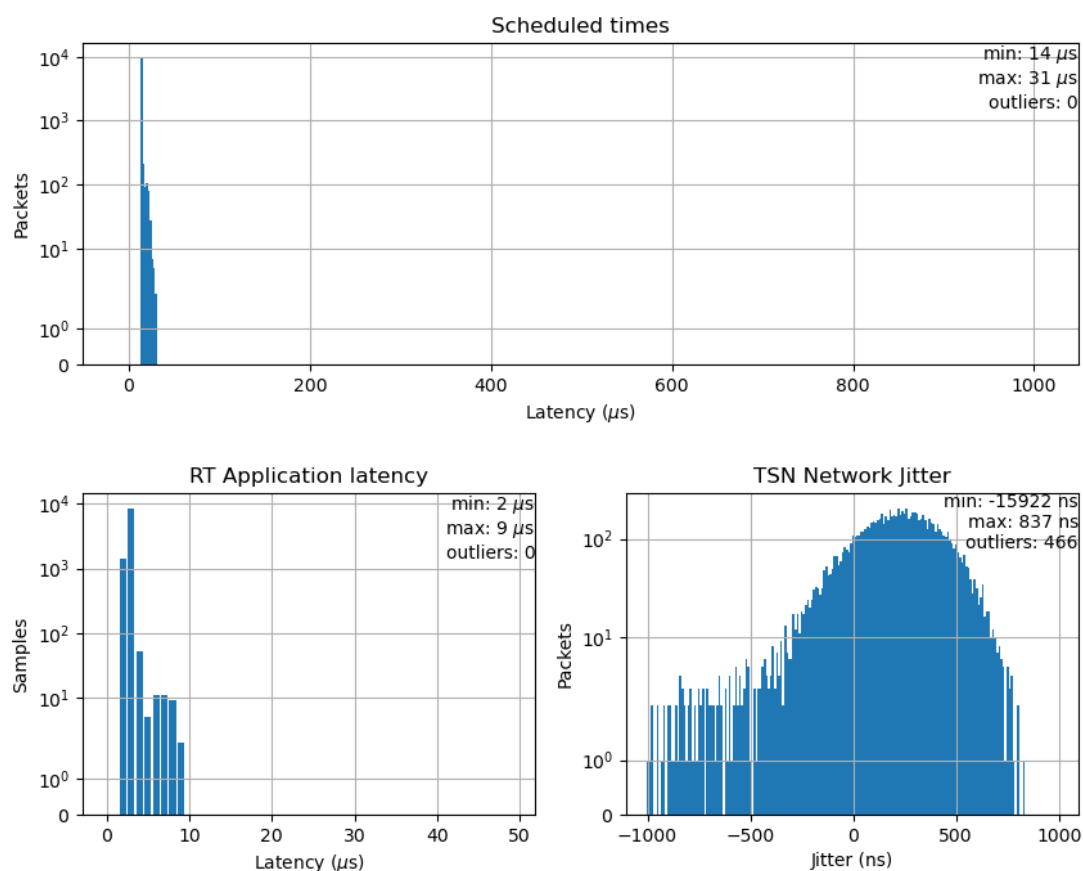 Scheduled times
min: 14 µs
max: 31 µs
outliers: 0
Packets
10⁴
10³
10²
10¹
10⁰
0
0 200 400 600 800 1000
Latency (µs)
RT Application latency
min: 2 µs
max: 9 µs
outliers: 0
Samples
10⁴
10³
10²
10¹
10⁰
0
0 10 20 30 40 50
Latency (µs)
TSN Network Jitter
min: -15922 ns
max: 837 ns
outliers: 466
Packets
10²
10¹
10⁰
0
−1000 −500 0 500 1000
Jitter (ns)